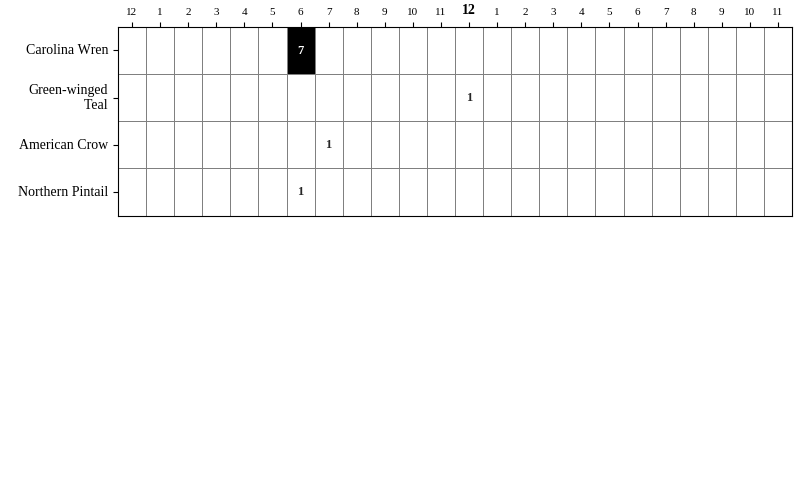 12 1 2 3 4 5 6 7 8 9 10 11 12 1 2 3 4 5 6 7 8 9 10 11
Carolina Wren 7
Green-winged
Teal 1
American Crow 1
Northern Pintail 1